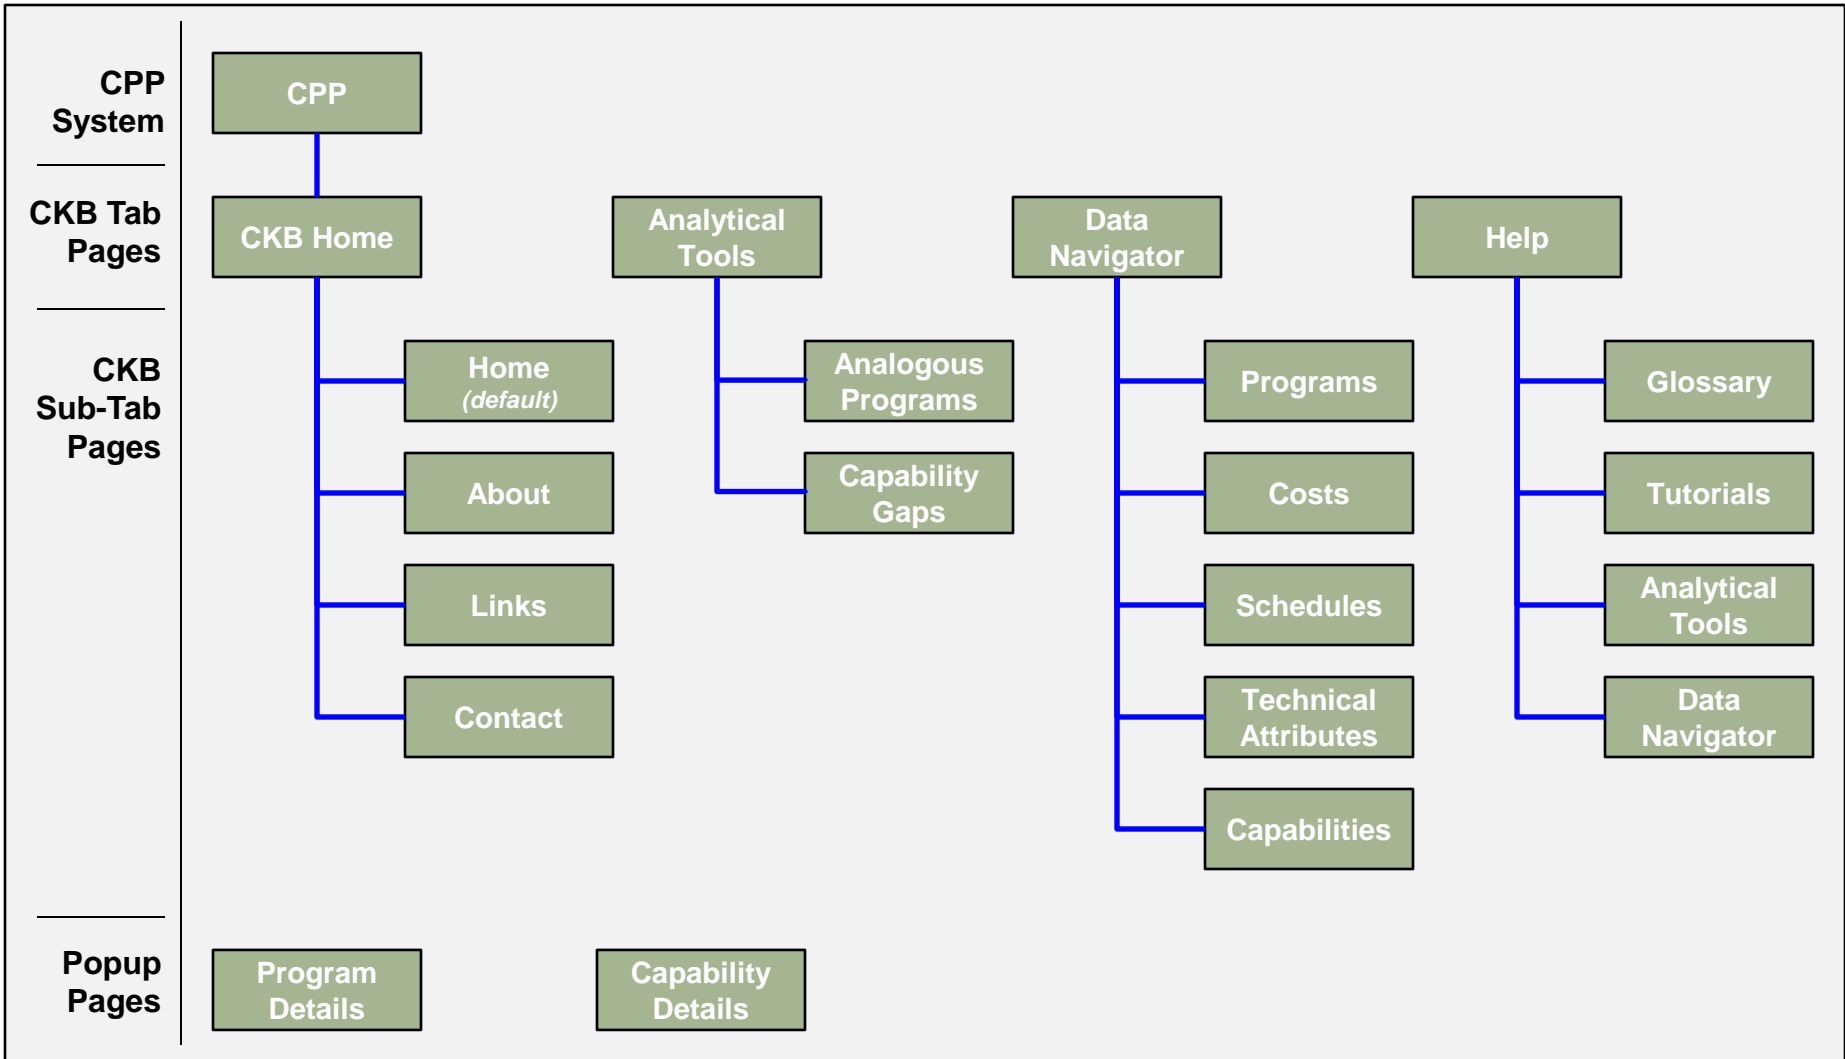 CPP
System
CPP
CKB Tab
Pages
CKB Home
Analytical
Tools
Data
Navigator
Help
CKB
Sub-Tab
Pages
Home
(default)
About
Links
Contact
Analogous
Programs
Capability
Gaps
Programs
Costs
Schedules
Technical
Attributes
Capabilities
Glossary
Tutorials
Analytical
Tools
Data
Navigator
Popup
Pages
Program
Details
Capability
Details